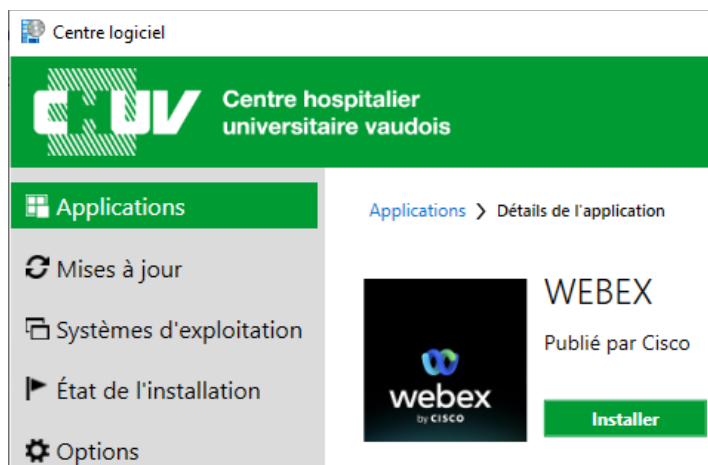 Centre logiciel
CHUV
Centre hospitalier
universitaire vaudois
Applications
Mises à jour
Systèmes d'exploitation
État de l'installation
Options
Applications > Détails de l'application
WEBEX
Publié par Cisco
webex
by CISCO
Installer